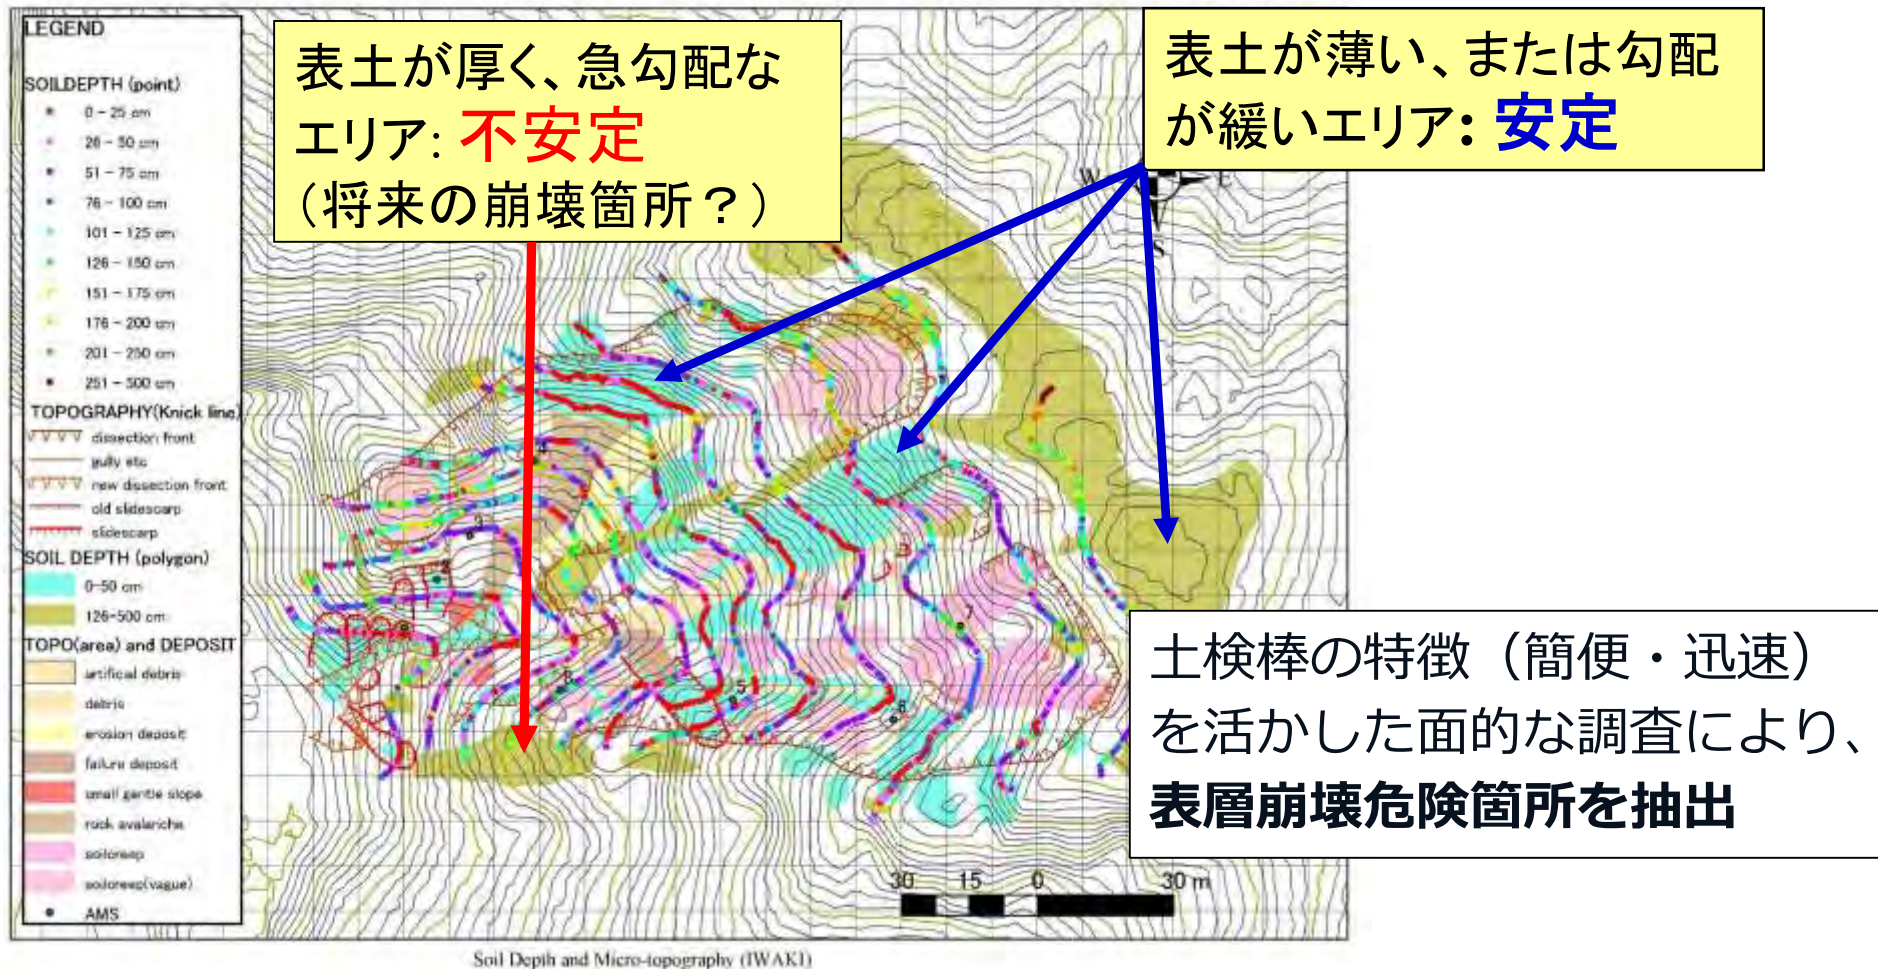 LEGEND
SOILDEPTH (point)
0 - 25 cm
26 - 50 cm
51 - 75 cm
76 - 100 cm
101 - 125 cm
126 - 150 cm
151 - 175 cm
176 - 200 cm
201 - 250 cm
251 - 500 cm
TOPOGRAPHY(Knick line)
dissection front
gully etc
new dissection front
old slidescarp
slidescarp
SOIL DEPTH (polygon)
0-50 cm
126-500 cm
TOPO(area) and DEPOSIT
artifical debris
debris
erosion deposit
failure deposit
small gentle slope
rock avalanche
soilcreep
soilcreep(vague)
AMS
表土が厚く、急勾配な
エリア: 不安定
（将来の崩壊箇所？）
表土が薄い、または勾配
が緩いエリア: 安定
W
E
S
4
3
2
7
5
6
土検棒の特徴（簡便・迅速）
を活かした面的な調査により、
表層崩壊危険箇所を抽出
30 15 0 30 m
Soil Depth and Micro-topography (IWAKI)